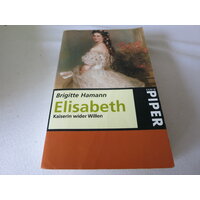 Brigitte Hamann
Elisabeth
Kaiserin wider Willen
PIPER